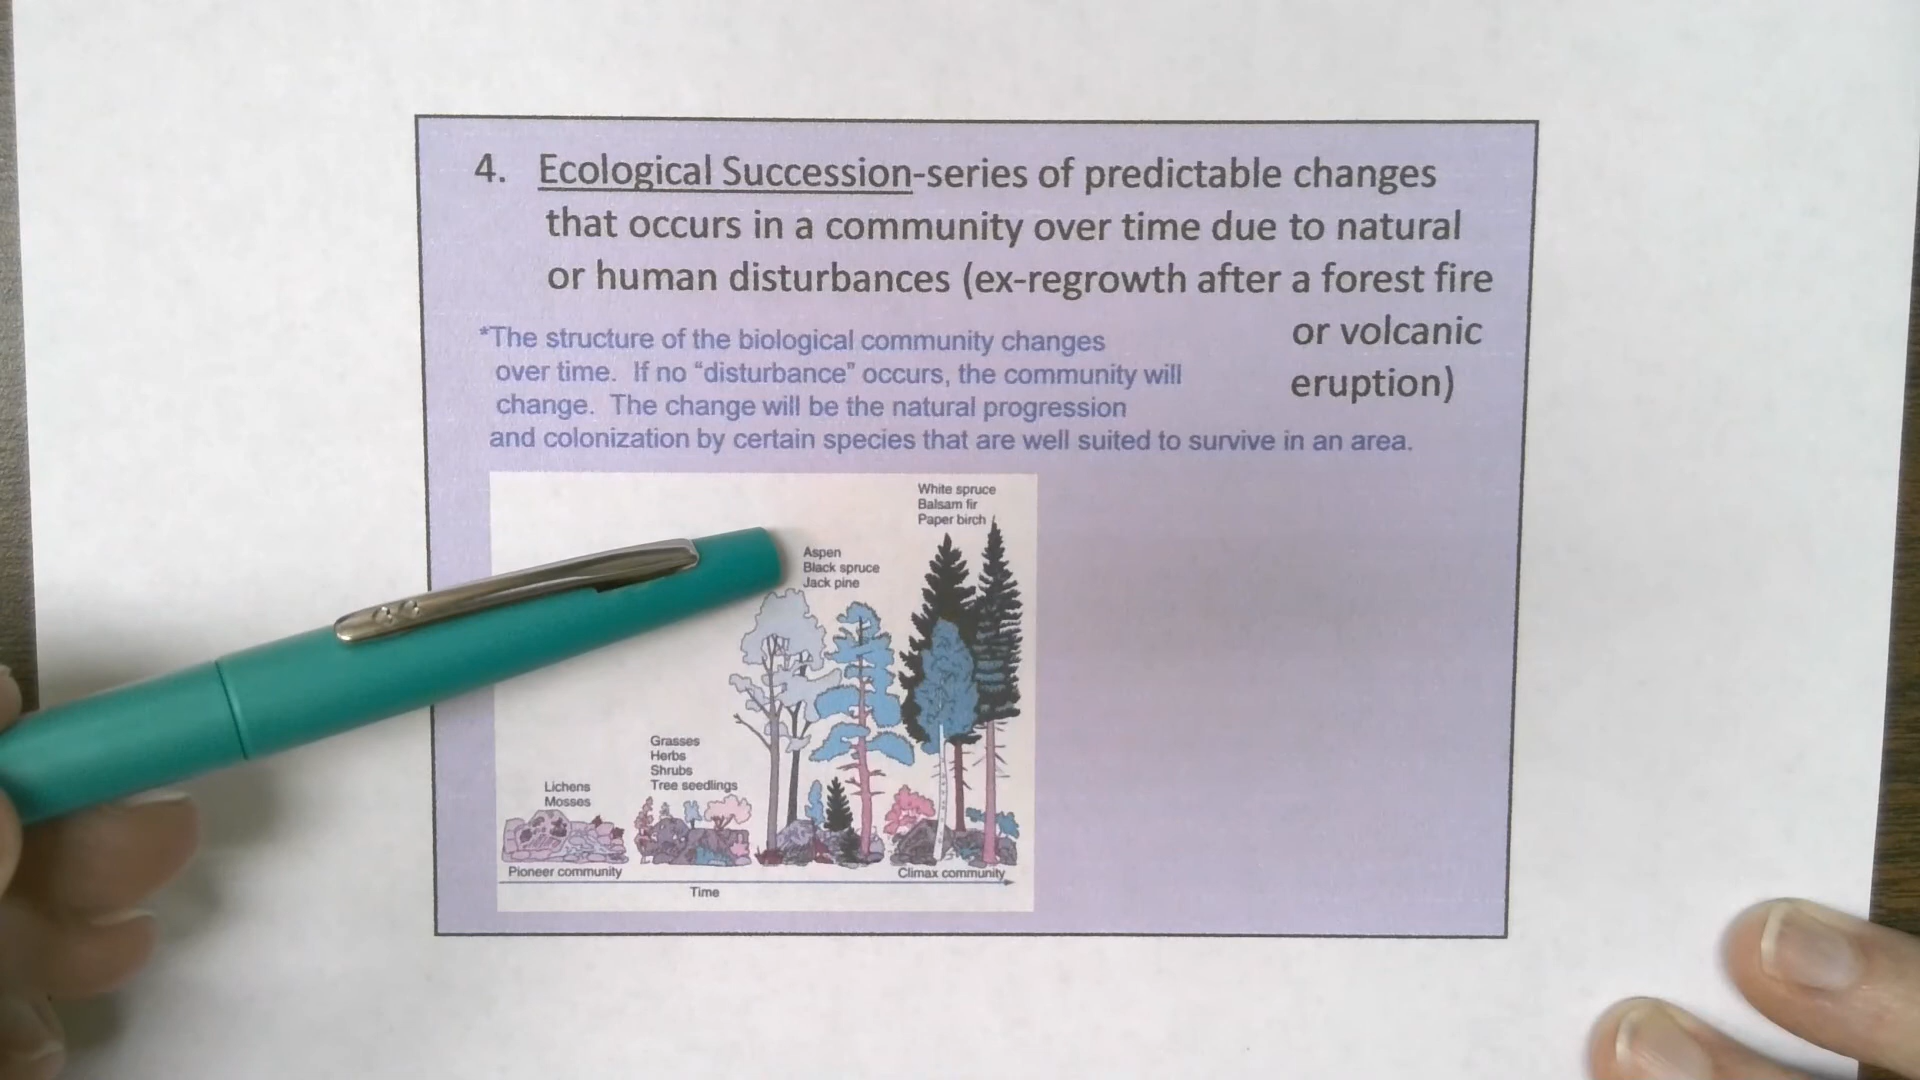 4. Ecological Succession-series of predictable changes
that occurs in a community over time due to natural
or human disturbances (ex-regrowth after a forest fire
or volcanic
eruption)
*The structure of the biological community changes
over time. If no “disturbance” occurs, the community will
change. The change will be the natural progression
and colonization by certain species that are well suited to survive in an area.
White spruce
Balsam fir
Paper birch
Aspen
Black spruce
Jack pine
Grasses
Herbs
Shrubs
Tree seedlings
Lichens
Mosses
Pioneer community
Climax community
Time